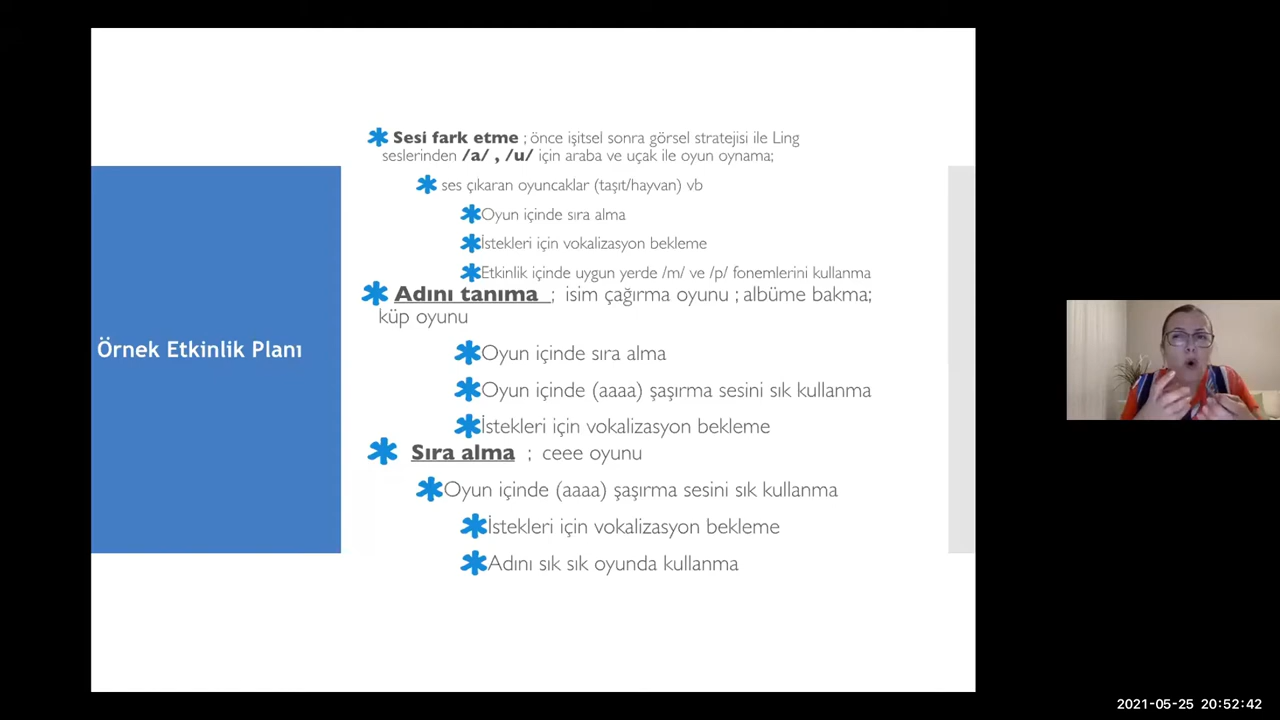 Örnek Etkinlik Planı
Sesi fark etme ; önce işitsel sonra görsel stratejisi ile Ling
seslerinden /a/ , /u/ için araba ve uçak ile oyun oynama;
ses çıkaran oyuncaklar (taşıt/hayvan) vb
Oyun içinde sıra alma
İstekleri için vokalizasyon bekleme
Etkinlik içinde uygun yerde /m/ ve /p/ fonemlerini kullanma
Adını tanıma ; isim çağırma oyunu ; albüme bakma;
küp oyunu
Oyun içinde sıra alma
Oyun içinde (aaaa) şaşırma sesini sık kullanma
İstekleri için vokalizasyon bekleme
Sıra alma ; ceee oyunu
Oyun içinde (aaaa) şaşırma sesini sık kullanma
İstekleri için vokalizasyon bekleme
Adını sık sık oyunda kullanma
2021-05-25 20:52:42